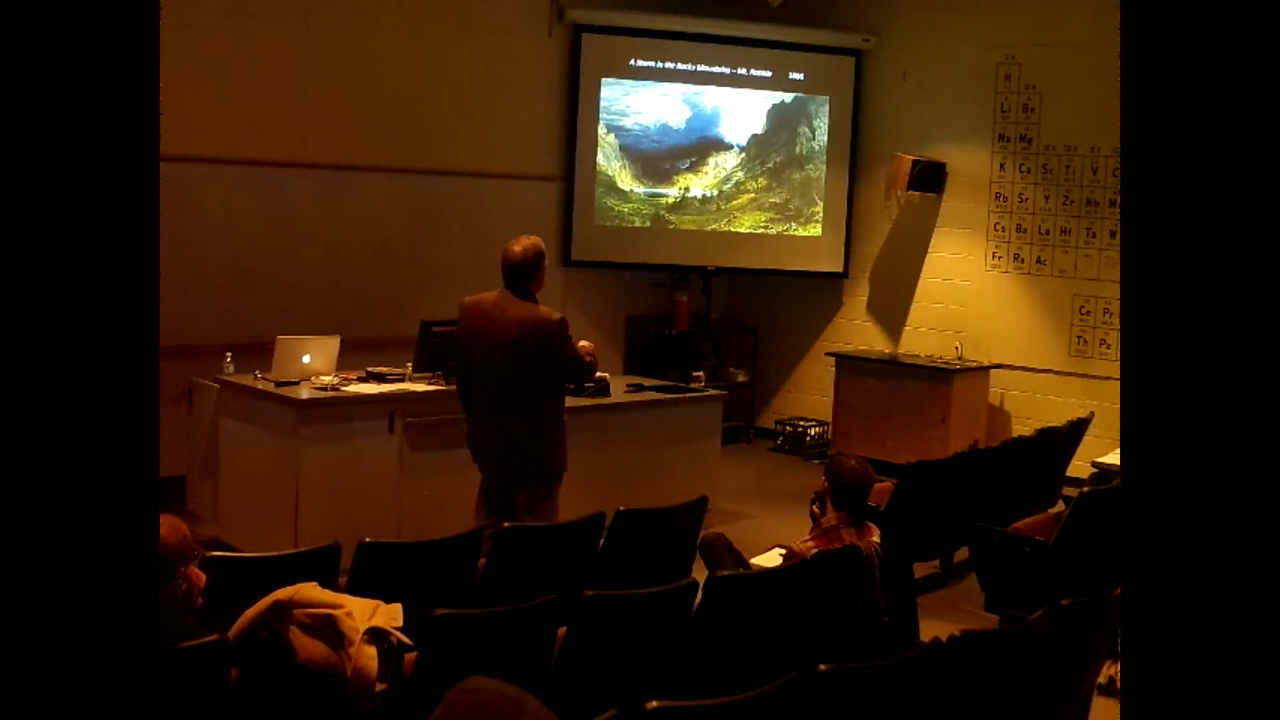 A Storm in the Rocky Mountains – Mt. Rosalie 1866
H
Li Be
Na Mg
K Ca Sc Ti V
Rb Sr Y Zr Nb
Cs Ba La Hf Ta W
Fr Ra Ac
Ce Pr
Th Pa